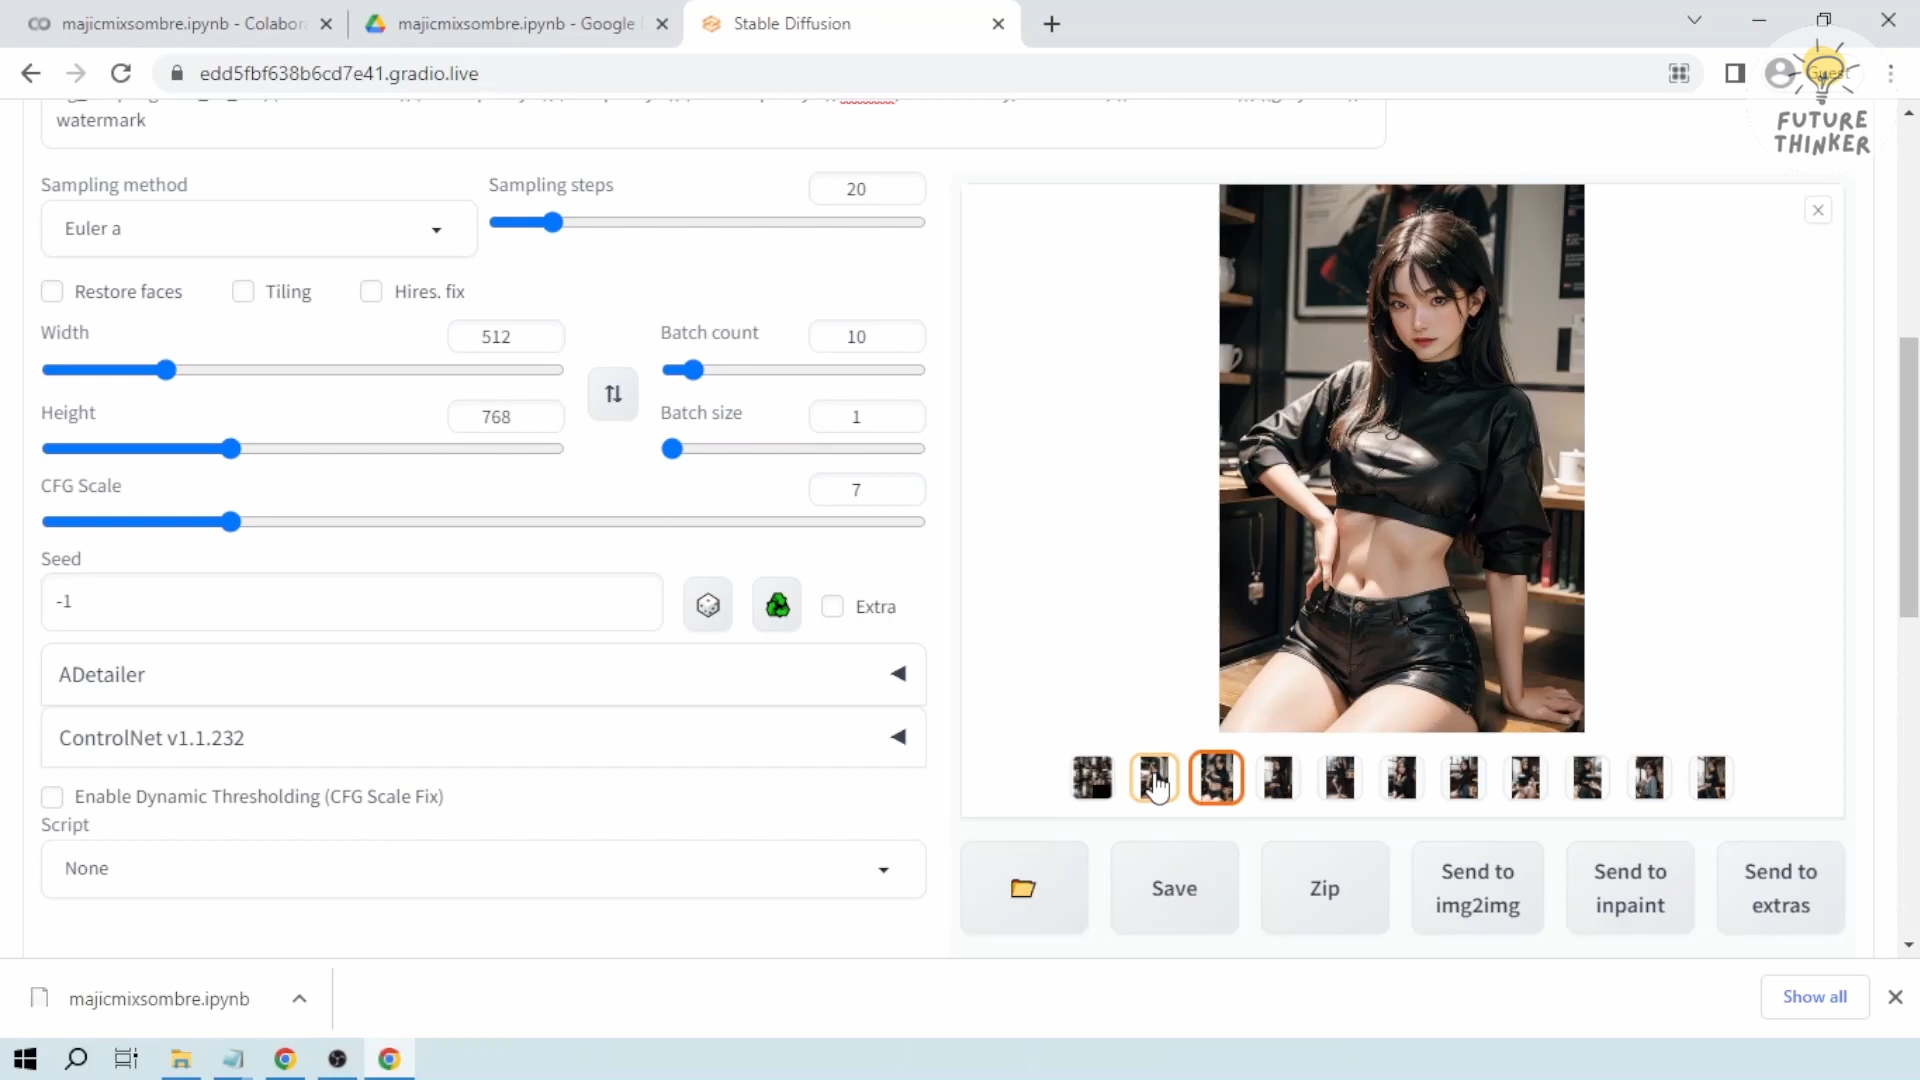 majicmixsombre.ipynb - Colabor
majicmixsombre.ipynb - Google
Stable Diffusion
edd5fbf638b6cd7e41.gradio.live
Guest
FUTURE
THINKER
watermark
Sampling method
Sampling steps
20
Euler a
Restore faces
Tiling
Hires. fix
Width
512
Batch count
10
Height
768
Batch size
1
CFG Scale
7
Seed
-1
Extra
ADetailer
ControlNet v1.1.232
Enable Dynamic Thresholding (CFG Scale Fix)
Script
None
Save
Zip
Send to
img2img
Send to
inpaint
Send to
extras
majicmixsombre.ipynb
Show all